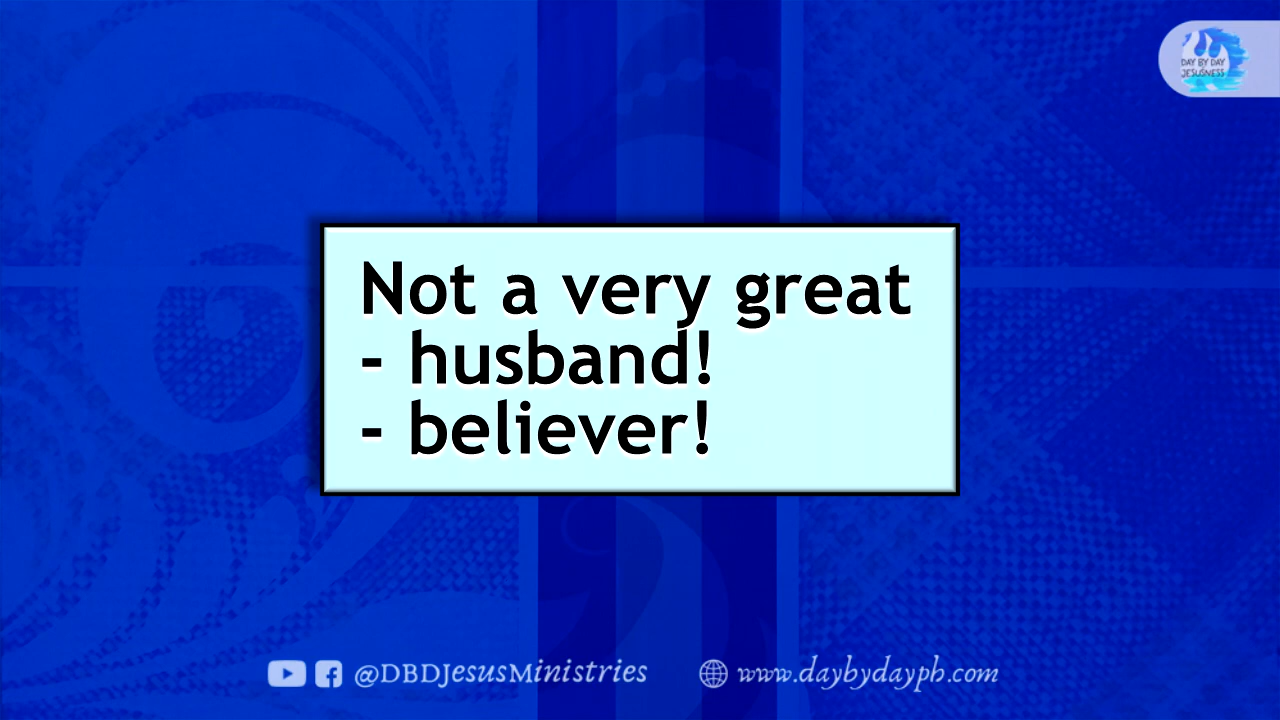 DAY BY DAY
JESUSNESS
Not a very great
- husband!
- believer!
@DBDJesusMinistries
www.daybydayph.com